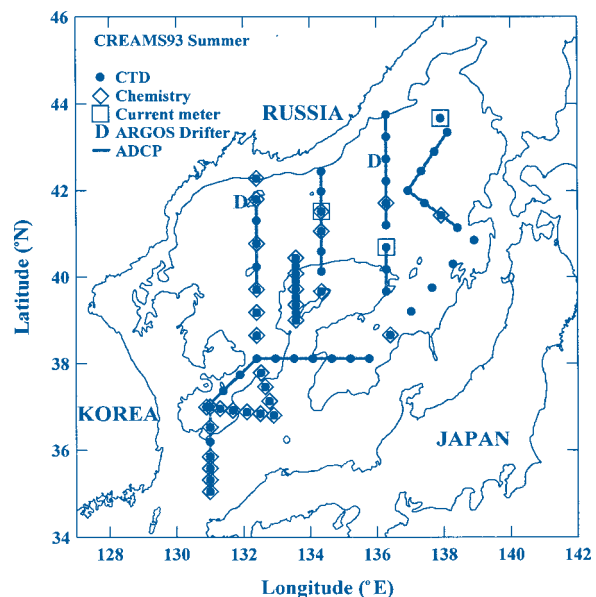 46
44
42
40
38
36
34
Latitude (°N)
CREAMS93 Summer
CTD
Chemistry
Current meter
D ARGOS Drifter
ADCP
RUSSIA
D
D
KOREA
JAPAN
128 130 132 134 136 138 140 142
Longitude (°E)